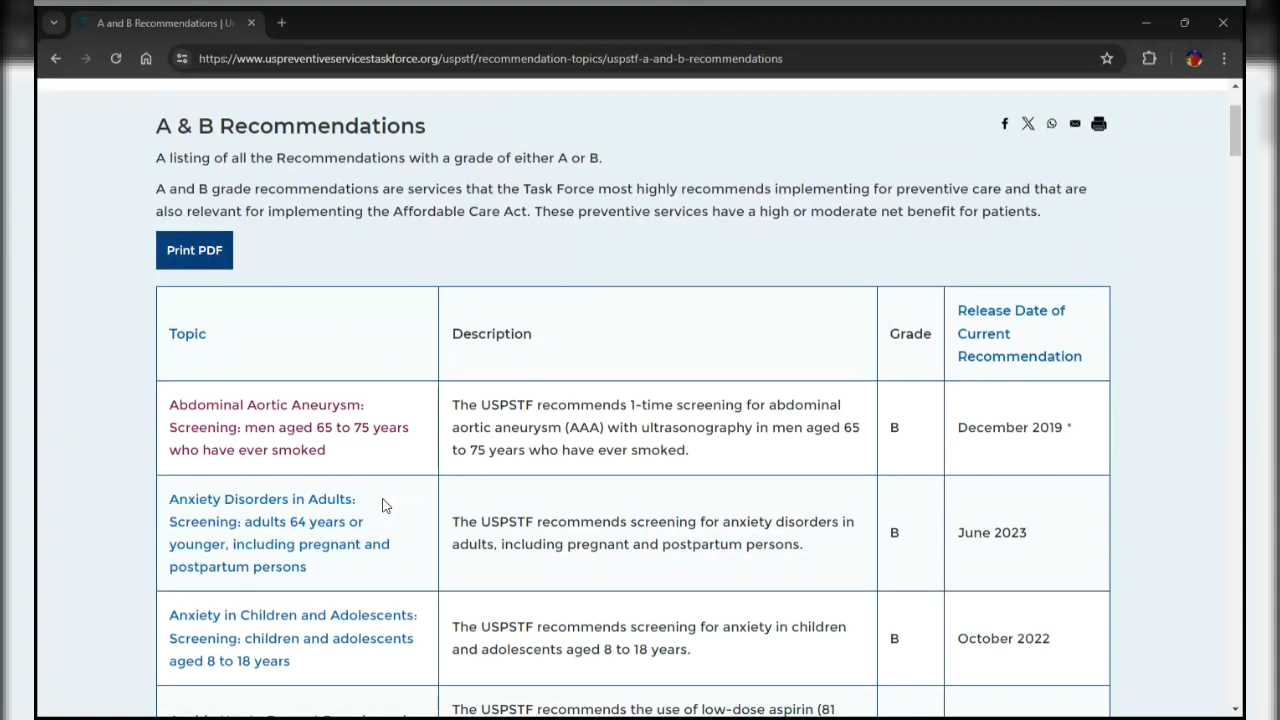 A and B Recommendations | Un
https://www.uspreventiveservicestaskforce.org/uspstf/recommendation-topics/uspstf-a-and-b-recommendations
A & B Recommendations
A listing of all the Recommendations with a grade of either A or B.
A and B grade recommendations are services that the Task Force most highly recommends implementing for preventive care and that are
also relevant for implementing the Affordable Care Act. These preventive services have a high or moderate net benefit for patients.
Print PDF
Topic
Description
Grade
Release Date of
Current
Recommendation
Abdominal Aortic Aneurysm:
Screening: men aged 65 to 75 years
who have ever smoked
The USPSTF recommends 1-time screening for abdominal
aortic aneurysm (AAA) with ultrasonography in men aged 65
to 75 years who have ever smoked.
B
December 2019 *
Anxiety Disorders in Adults:
Screening: adults 64 years or
younger, including pregnant and
postpartum persons
The USPSTF recommends screening for anxiety disorders in
adults, including pregnant and postpartum persons.
B
June 2023
Anxiety in Children and Adolescents:
Screening: children and adolescents
aged 8 to 18 years
The USPSTF recommends screening for anxiety in children
and adolescents aged 8 to 18 years.
B
October 2022
The USPSTF recommends the use of low-dose aspirin (81